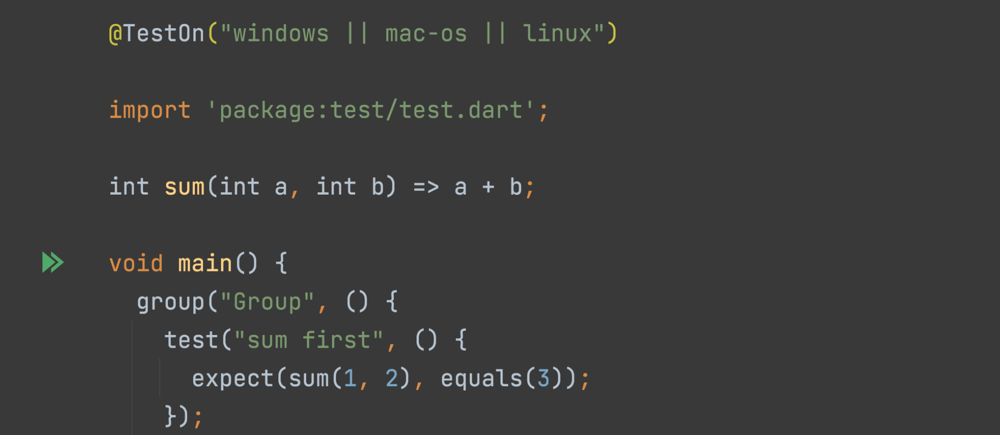 @TestOn("windows || mac-os || linux")
import 'package:test/test.dart';
int sum(int a, int b) => a + b;
void main() {
group("Group", () {
test("sum first", () {
expect(sum(1, 2), equals(3));
});